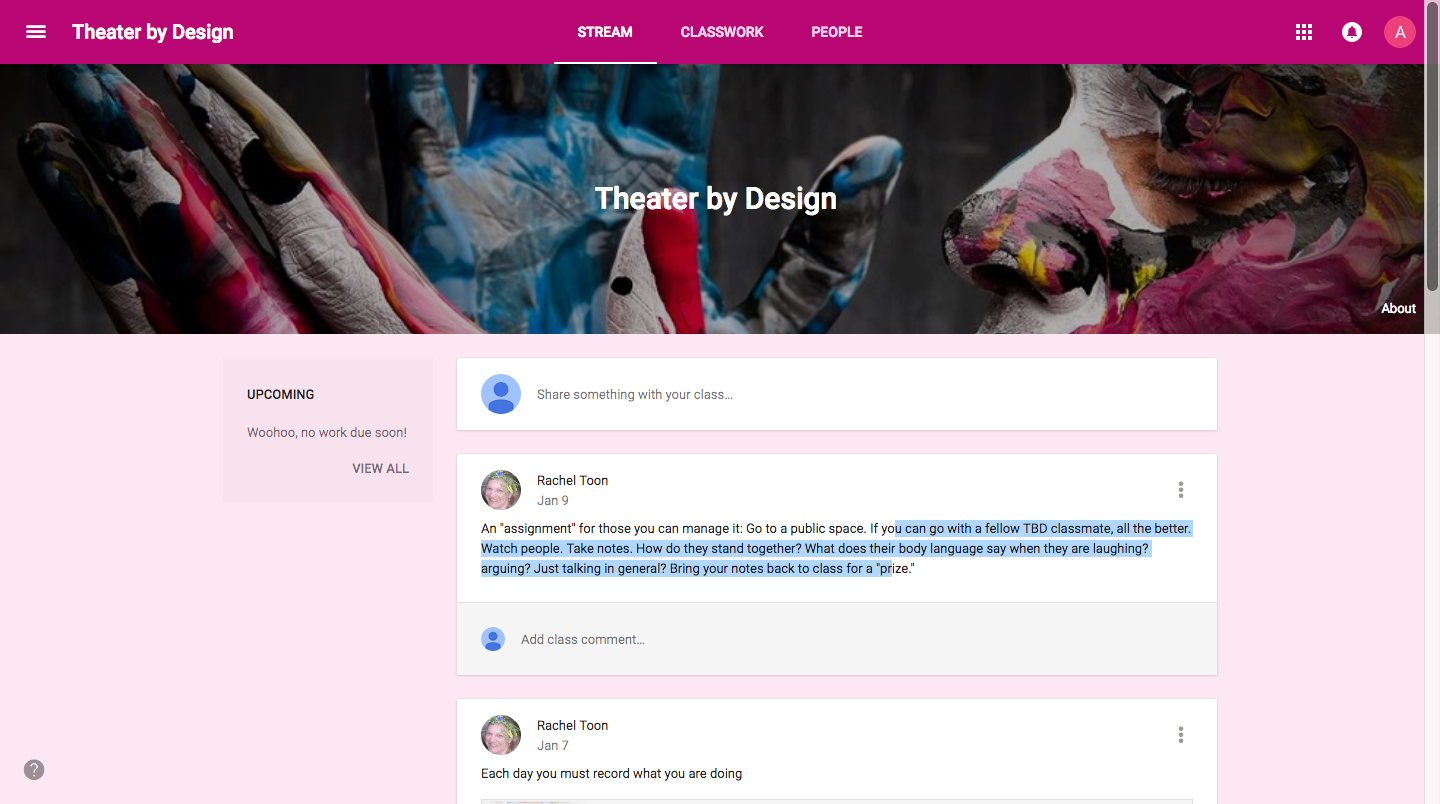 Theater by Design
STREAM
CLASSWORK
PEOPLE
A
Theater by Design
About
UPCOMING
Woohoo, no work due soon!
VIEW ALL
Share something with your class...
Rachel Toon
Jan 9
An "assignment" for those you can manage it: Go to a public space. If you can go with a fellow TBD classmate, all the better.
Watch people. Take notes. How do they stand together? What does their body language say when they are laughing?
arguing? Just talking in general? Bring your notes back to class for a "prize."
Add class comment...
Rachel Toon
Jan 7
Each day you must record what you are doing
?